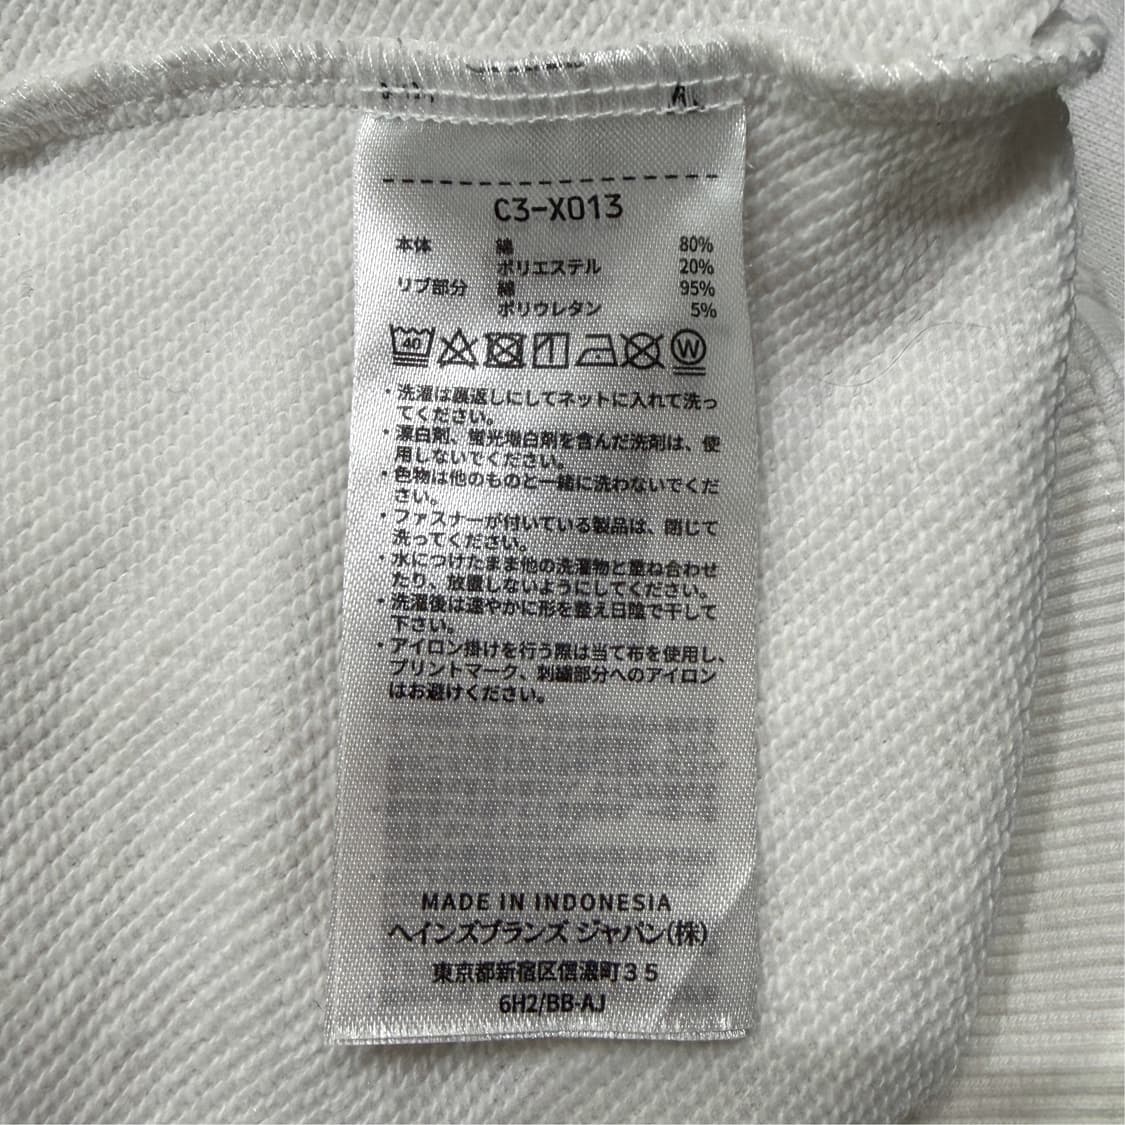 C3-X013
本体 綿 80%
ポリエステル 20%
リブ部分 綿 95%
ポリウレタン 5%
40 W
・洗濯は裏返しにしてネットに入れて洗っ
てください。
・漂白剤、蛍光増白剤を含んだ洗剤は、使
用しないでください。
・色物は他のものと一緒に洗わないでくだ
さい。
・ファスナーが付いている製品は、閉じて
洗ってください。
・水につけたまま他の洗濯物と重ね合わせ
たり、放置しないようにしてください。
・洗濯後は速やかに形を整え日陰で干して
下さい。
・アイロン掛けを行う際は当て布を使用し、
プリントマーク、刺繍部分へのアイロン
はお避けください。
MADE IN INDONESIA
ヘインズブランズ ジャパン(株)
東京都新宿区信濃町35
6H2/BB-AJ